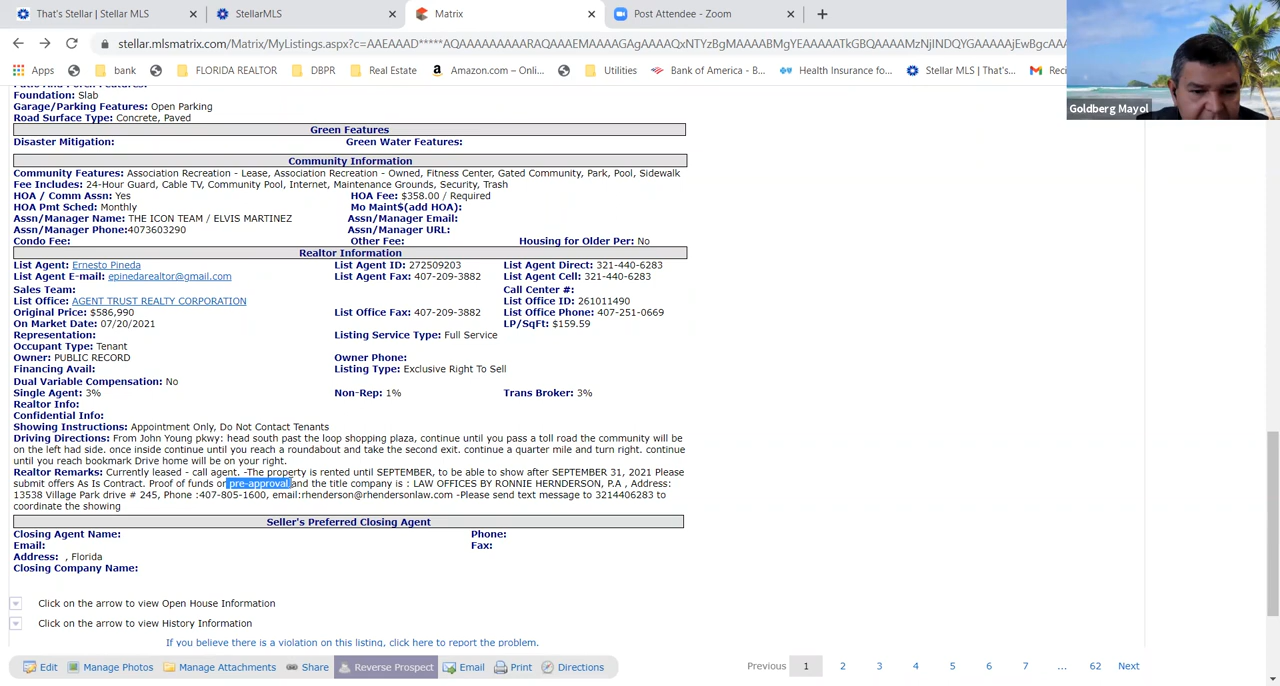 That's Stellar | Stellar MLS
StellarMLS
Matrix
Post Attendee - Zoom
stellar.mlsmatrix.com/Matrix/MyListings.aspx?c=AAEAAAD*****AQAAAAAAAAARAQAAAEMAAAAGAgAAAAQxNTYzBgMAAAABMgYEAAAAATkGBQAAAAMzNjINDQYGAAAAAjEwBgcAA
Apps bank FLORIDA REALTOR DBPR Real Estate Amazon.com – Onli... Utilities Bank of America - B... Health Insurance fo... Stellar MLS | That's... Reci
Goldberg Mayol
Foundation: Slab
Garage/Parking Features: Open Parking
Road Surface Type: Concrete, Paved
Green Features
Disaster Mitigation: Green Water Features:
Community Information
Community Features: Association Recreation - Lease, Association Recreation - Owned, Fitness Center, Gated Community, Park, Pool, Sidewalk
Fee Includes: 24-Hour Guard, Cable TV, Community Pool, Internet, Maintenance Grounds, Security, Trash
HOA / Comm Assn: Yes HOA Fee: $358.00 / Required
HOA Pmt Sched: Monthly Mo Maint$(add HOA):
Assn/Manager Name: THE ICON TEAM / ELVIS MARTINEZ Assn/Manager Email:
Assn/Manager Phone:4073603290 Assn/Manager URL:
Condo Fee: Other Fee: Housing for Older Per: No
Realtor Information
List Agent: Ernesto Pineda List Agent ID: 272509203 List Agent Direct: 321-440-6283
List Agent E-mail: epinedarealtor@gmail.com List Agent Fax: 407-209-3882 List Agent Cell: 321-440-6283
Sales Team: Call Center #:
List Office: AGENT TRUST REALTY CORPORATION List Office ID: 261011490
Original Price: $586,990 List Office Fax: 407-209-3882 List Office Phone: 407-251-0669
On Market Date: 07/20/2021 LP/SqFt: $159.59
Representation: Listing Service Type: Full Service
Occupant Type: Tenant
Owner: PUBLIC RECORD Owner Phone:
Financing Avail: Listing Type: Exclusive Right To Sell
Dual Variable Compensation: No
Single Agent: 3% Non-Rep: 1% Trans Broker: 3%
Realtor Info:
Confidential Info:
Showing Instructions: Appointment Only, Do Not Contact Tenants
Driving Directions: From John Young pkwy: head south past the loop shopping plaza, continue until you pass a toll road the community will be
on the left had side. once inside continue until you reach a roundabout and take the second exit. continue a quarter mile and turn right. continue
until you reach bookmark Drive home will be on your right.
Realtor Remarks: Currently leased - call agent. -The property is rented until SEPTEMBER, to be able to show after SEPTEMBER 31, 2021 Please
submit offers As Is Contract. Proof of funds or pre-approval and the title company is : LAW OFFICES BY RONNIE HERNDERSON, P.A , Address:
13538 Village Park drive # 245, Phone :407-805-1600, email:rhenderson@rhendersonlaw.com -Please send text message to 3214406283 to
coordinate the showing
Seller's Preferred Closing Agent
Closing Agent Name: Phone:
Email: Fax:
Address: , Florida
Closing Company Name:
Click on the arrow to view Open House Information
Click on the arrow to view History Information
If you believe there is a violation on this listing, click here to report the problem.
Edit Manage Photos Manage Attachments Share Reverse Prospect Email Print Directions Previous 1 2 3 4 5 6 7 ... 62 Next